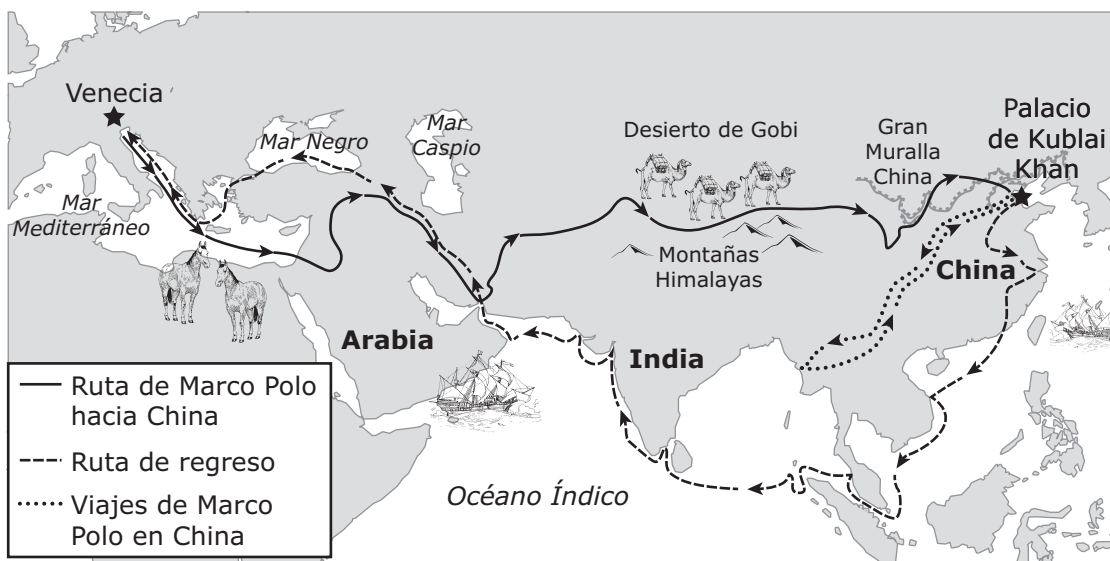 Venecia
Mar Negro
Mar
Caspio
Mar
Mediterráneo
Desierto de Gobi
Gran
Muralla
China
Palacio
de Kublai
Khan
Montañas
Himalayas
China
Arabia
India
Océano Índico
Ruta de Marco Polo
hacia China
Ruta de regreso
Viajes de Marco
Polo en China